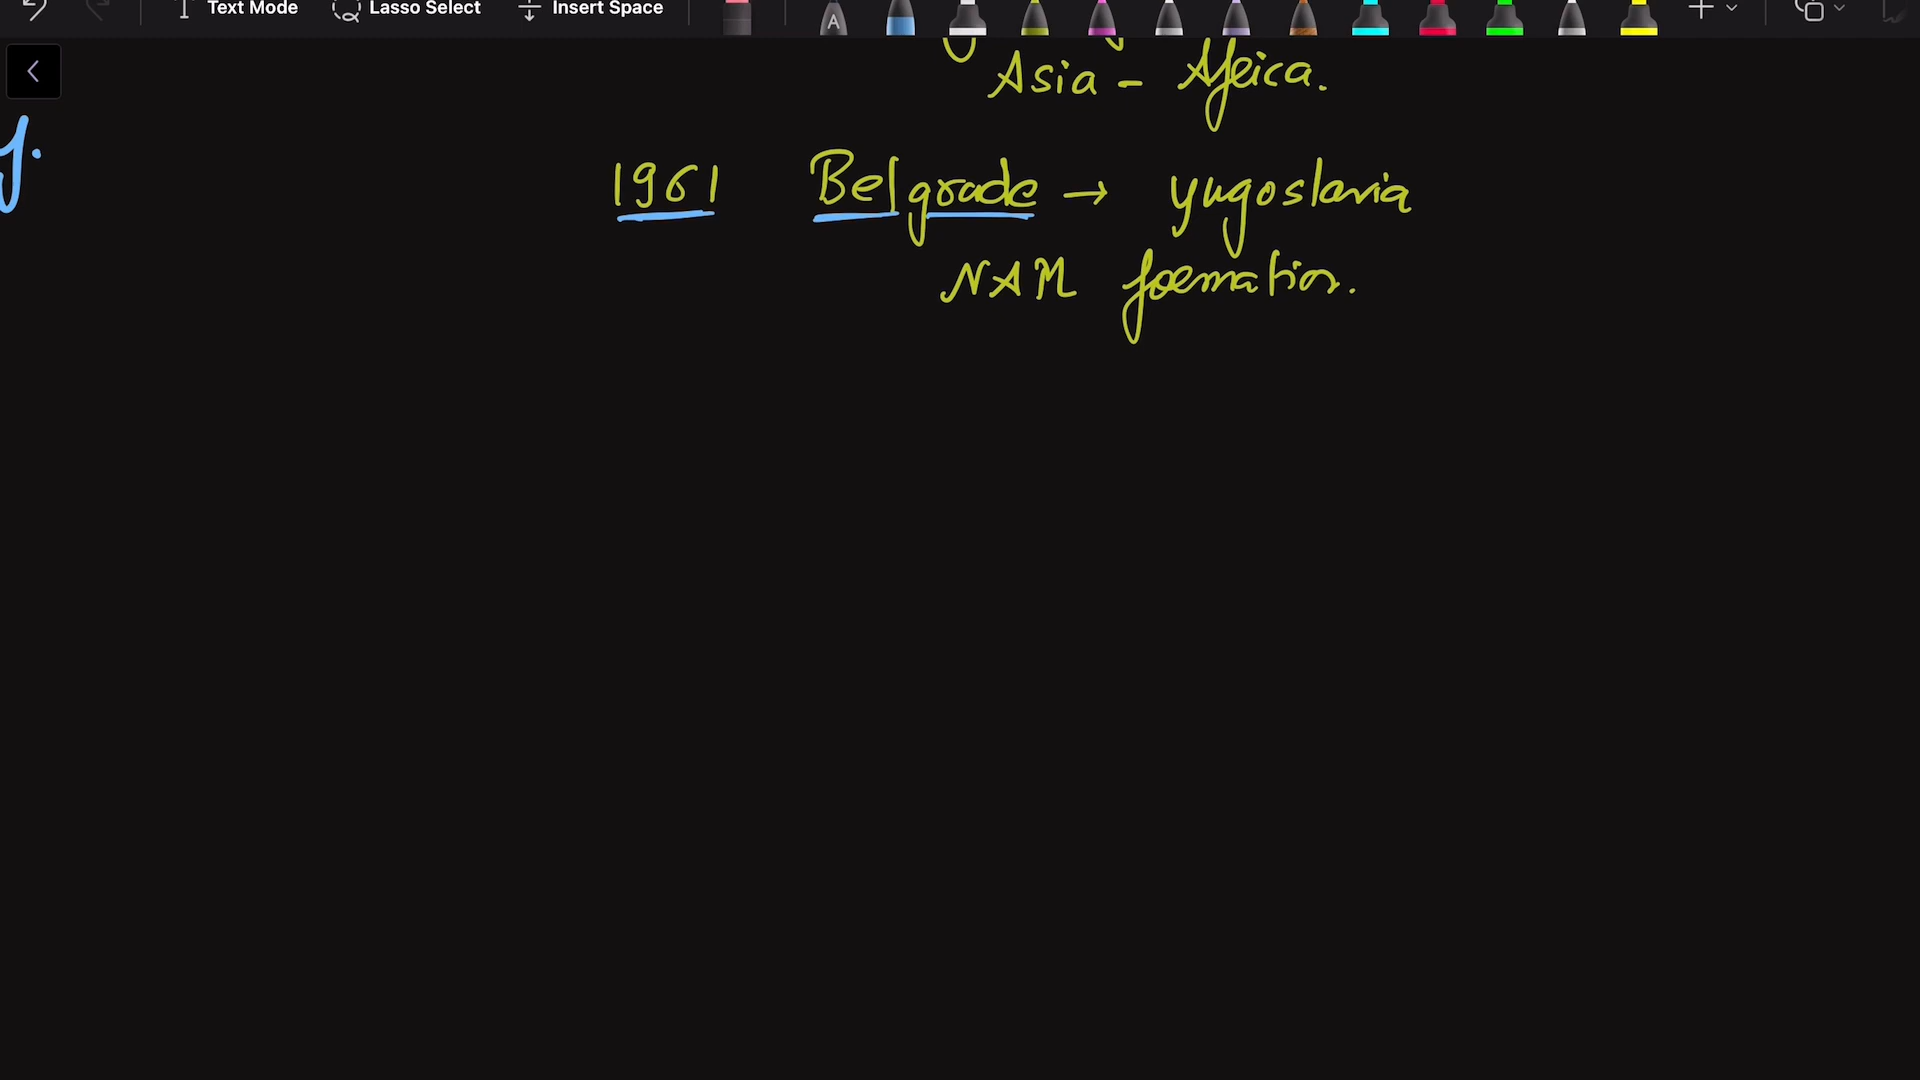 Text Mode Lasso Select Insert Space
A
Asia - Africa.
1961 Belgrade → yugoslavia
NAM formation.